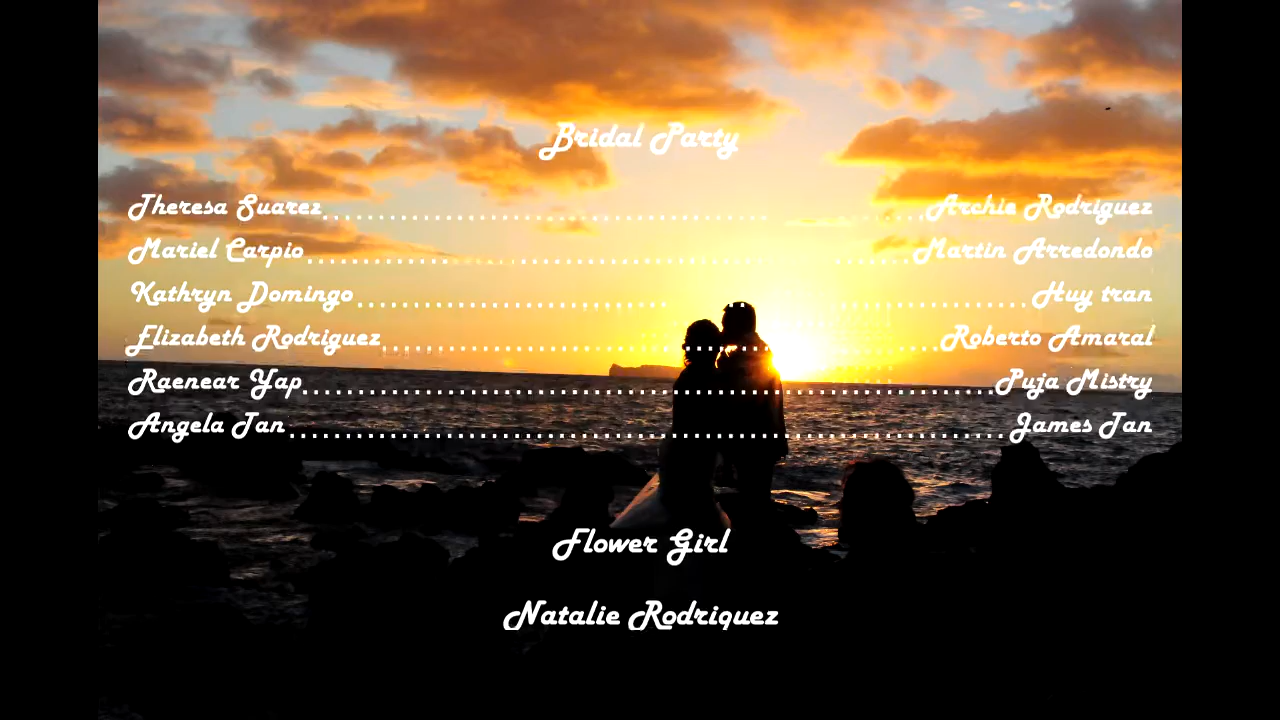 Bridal Party
Theresa Suarez......................................................Archie Rodriguez
Mariel Carpio......................................................Martin Arredondo
Kathryn Domingo......................................................Huy tran
Elizabeth Rodriguez......................................................Roberto Amaral
Raenear Yap......................................................Puja Mistry
Angela Tan......................................................James Tan
Flower Girl
Natalie Rodriguez